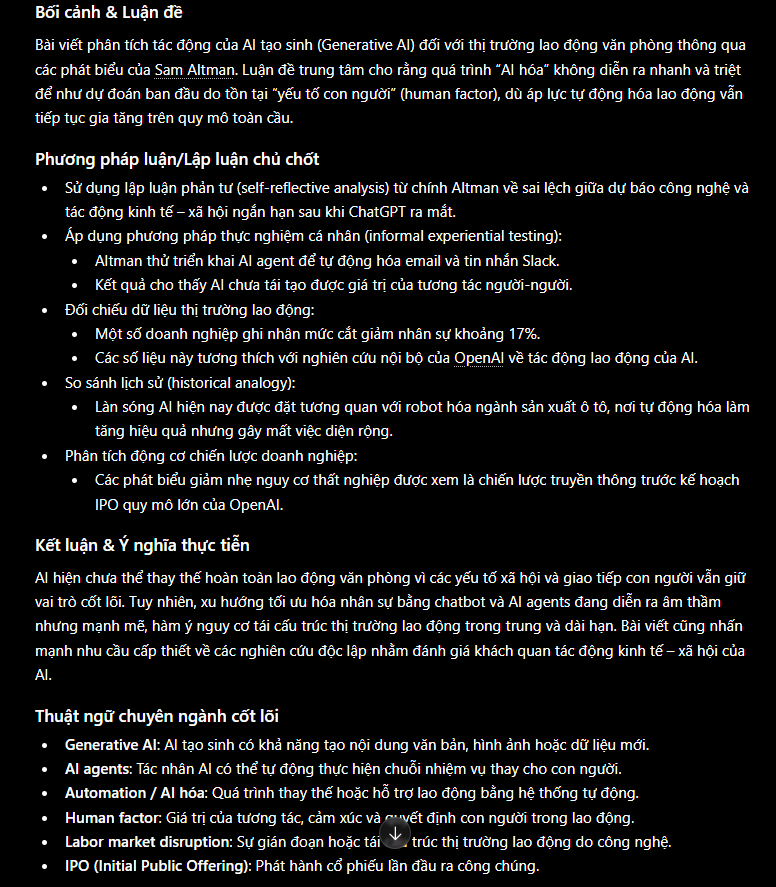 Bối cảnh & Luận đề
Bài viết phân tích tác động của AI tạo sinh (Generative AI) đối với thị trường lao động văn phòng thông qua
các phát biểu của Sam Altman. Luận đề trung tâm cho rằng quá trình “AI hóa” không diễn ra nhanh và triệt
để như dự đoán ban đầu do tồn tại “yếu tố con người” (human factor), dù áp lực tự động hóa lao động vẫn
tiếp tục gia tăng trên quy mô toàn cầu.
Phương pháp luận/Lập luận chủ chốt
• Sử dụng lập luận phản tư (self-reflective analysis) từ chính Altman về sai lệch giữa dự báo công nghệ và
tác động kinh tế – xã hội ngắn hạn sau khi ChatGPT ra mắt.
• Áp dụng phương pháp thực nghiệm cá nhân (informal experiential testing):
• Altman thử triển khai AI agent để tự động hóa email và tin nhắn Slack.
• Kết quả cho thấy AI chưa tái tạo được giá trị của tương tác người-người.
• Đối chiếu dữ liệu thị trường lao động:
• Một số doanh nghiệp ghi nhận mức cắt giảm nhân sự khoảng 17%.
• Các số liệu này tương thích với nghiên cứu nội bộ của OpenAI về tác động lao động của AI.
• So sánh lịch sử (historical analogy):
• Làn sóng AI hiện nay được đặt tương quan với robot hóa ngành sản xuất ô tô, nơi tự động hóa làm
tăng hiệu quả nhưng gây mất việc diện rộng.
• Phân tích động cơ chiến lược doanh nghiệp:
• Các phát biểu giảm nhẹ nguy cơ thất nghiệp được xem là chiến lược truyền thông trước kế hoạch
IPO quy mô lớn của OpenAI.
Kết luận & Ý nghĩa thực tiễn
AI hiện chưa thể thay thế hoàn toàn lao động văn phòng vì các yếu tố xã hội và giao tiếp con người vẫn giữ
vai trò cốt lõi. Tuy nhiên, xu hướng tối ưu hóa nhân sự bằng chatbot và AI agents đang diễn ra âm thầm
nhưng mạnh mẽ, hàm ý nguy cơ tái cấu trúc thị trường lao động trong trung và dài hạn. Bài viết cũng nhấn
mạnh nhu cầu cấp thiết về các nghiên cứu độc lập nhằm đánh giá khách quan tác động kinh tế – xã hội của
AI.
Thuật ngữ chuyên ngành cốt lõi
• Generative AI: AI tạo sinh có khả năng tạo nội dung văn bản, hình ảnh hoặc dữ liệu mới.
• AI agents: Tác nhân AI có thể tự động thực hiện chuỗi nhiệm vụ thay cho con người.
• Automation / AI hóa: Quá trình thay thế hoặc hỗ trợ lao động bằng hệ thống tự động.
• Human factor: Giá trị của tương tác, cảm xúc và quyết định con người trong lao động.
• Labor market disruption: Sự gián đoạn hoặc tái trúc thị trường lao động do công nghệ.
• IPO (Initial Public Offering): Phát hành cổ phiếu lần đầu ra công chúng.